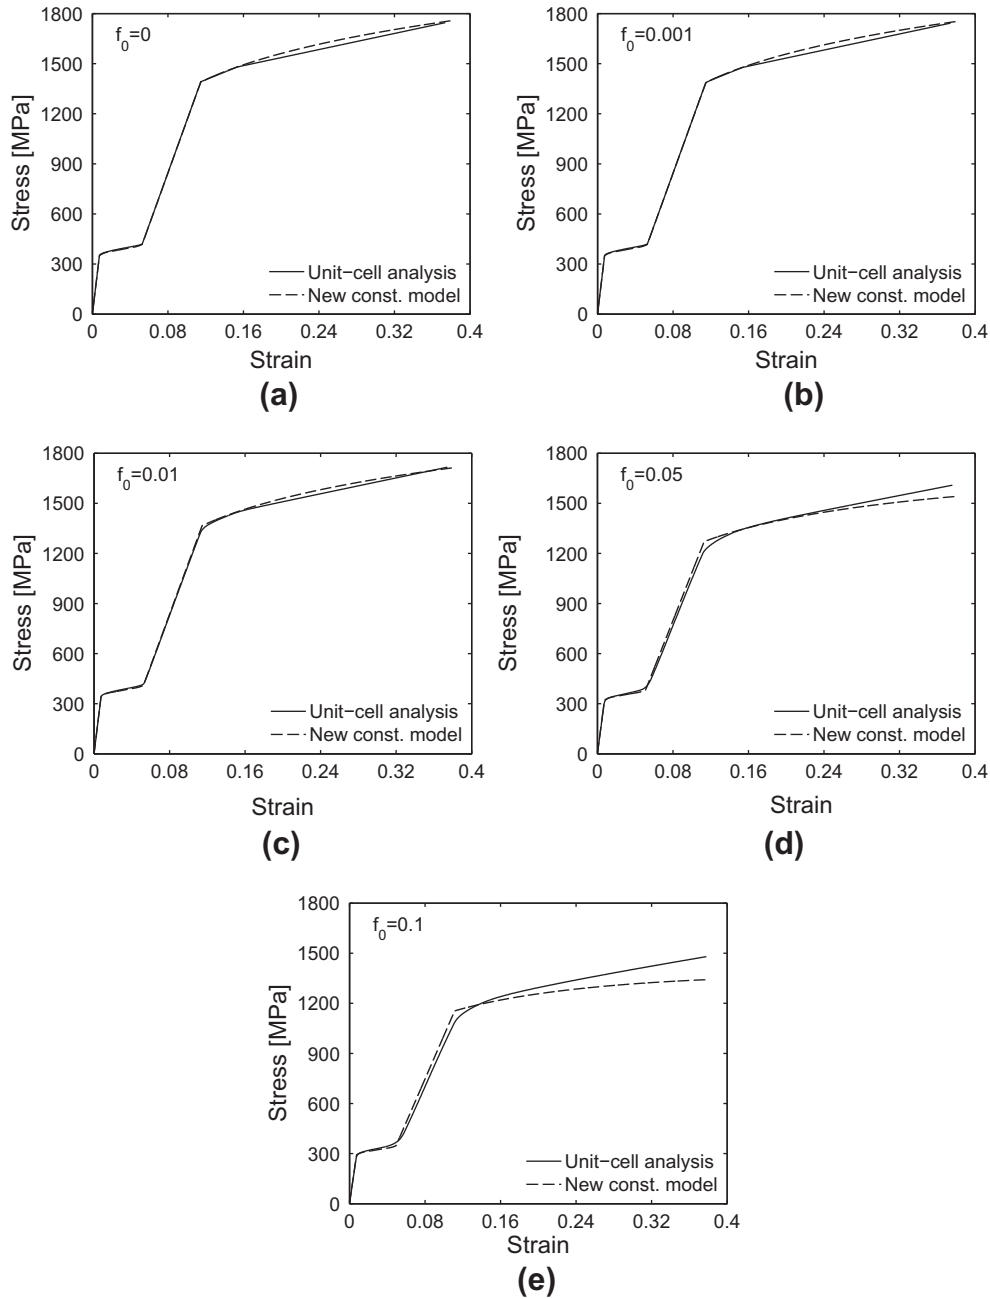 1800
1500
1200
900
600
300
0
Stress [MPa]
f0=0
Unit-cell analysis
New const. model
0 0.08 0.16 0.24 0.32 0.4
Strain
(a)
1800
1500
1200
900
600
300
0
Stress [MPa]
f0=0.001
Unit-cell analysis
New const. model
0 0.08 0.16 0.24 0.32 0.4
Strain
(b)
1800
1500
1200
900
600
300
0
Stress [MPa]
f0=0.01
Unit-cell analysis
New const. model
0 0.08 0.16 0.24 0.32 0.4
Strain
(c)
1800
1500
1200
900
600
300
0
Stress [MPa]
f0=0.05
Unit-cell analysis
New const. model
0 0.08 0.16 0.24 0.32 0.4
Strain
(d)
1800
1500
1200
900
600
300
0
Stress [MPa]
f0=0.1
Unit-cell analysis
New const. model
0 0.08 0.16 0.24 0.32 0.4
Strain
(e)